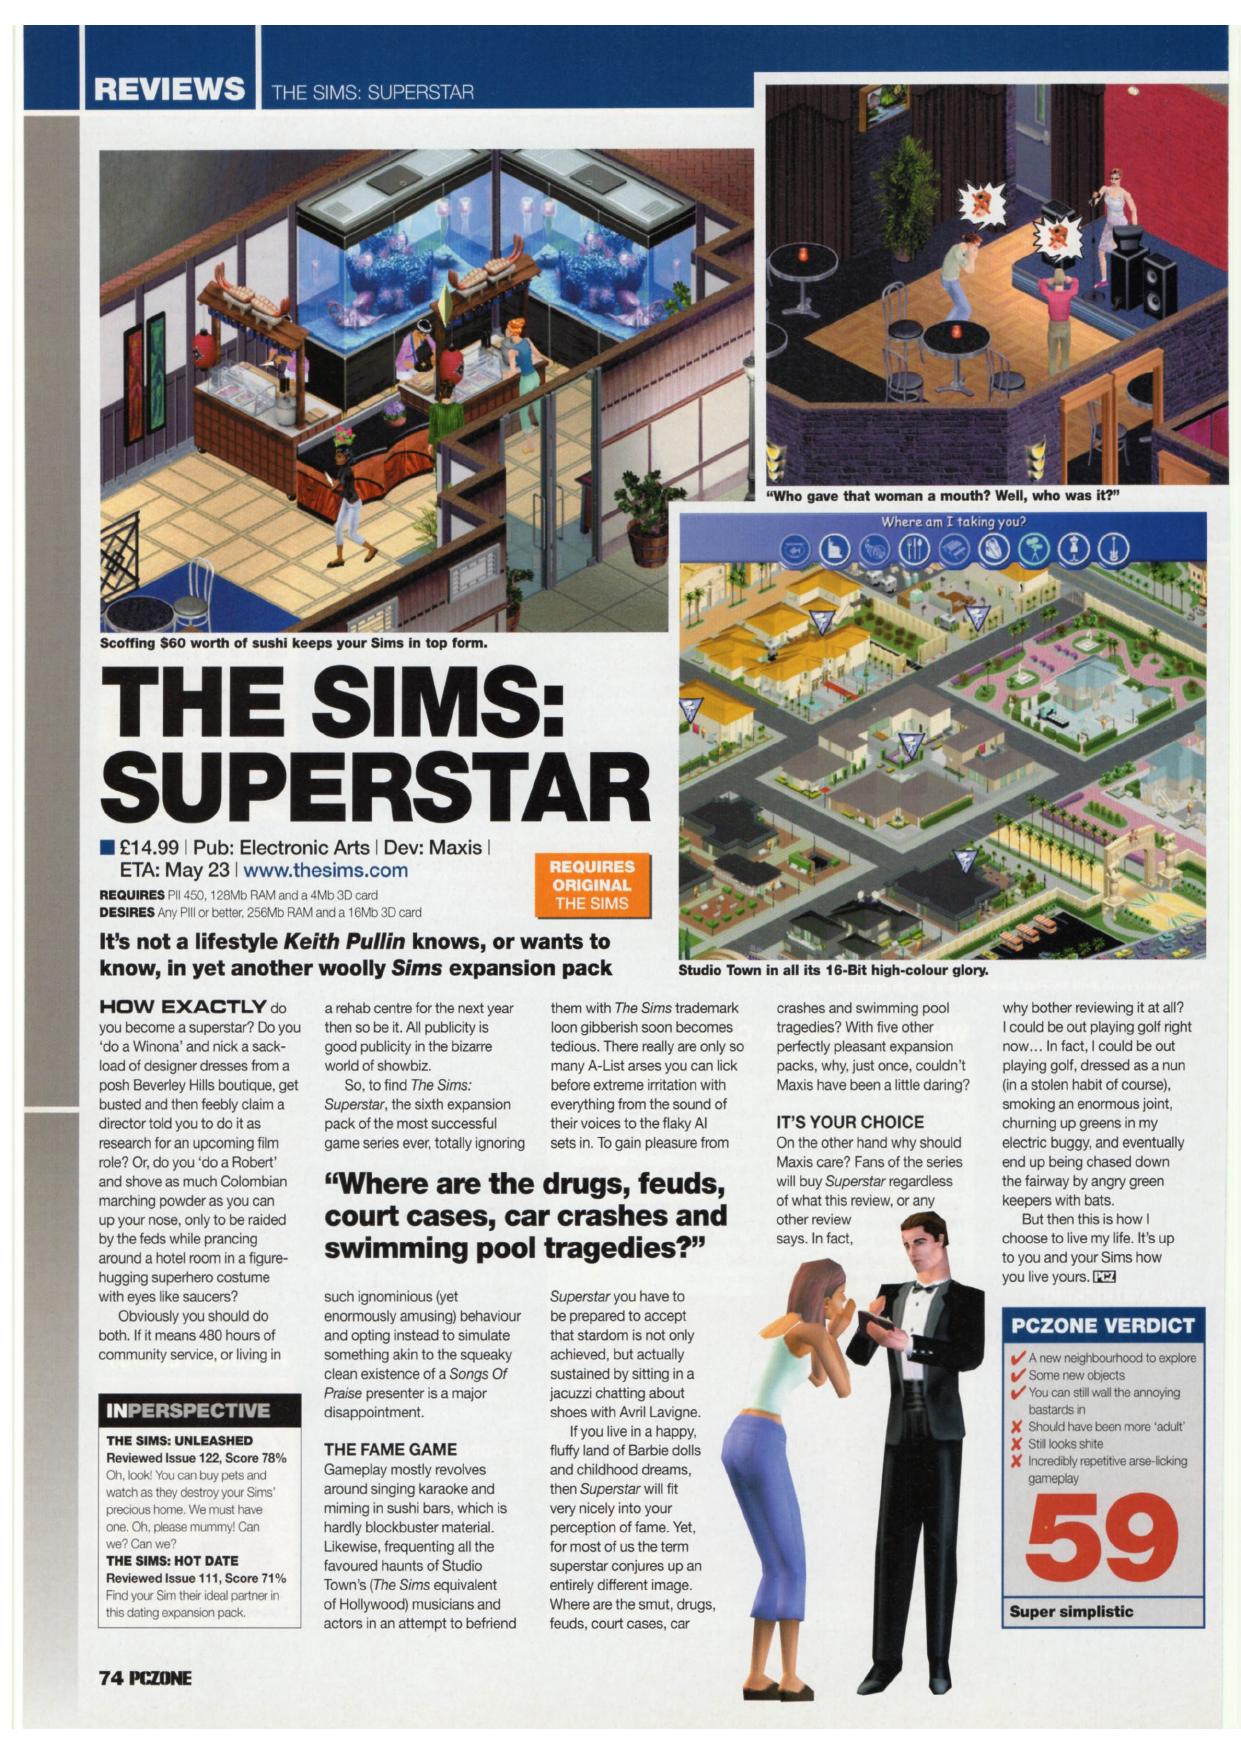 REVIEWS
THE SIMS: SUPERSTAR
"Who gave that woman a mouth? Well, who was it?"
Where am I taking you?
Scoffing $60 worth of sushi keeps your Sims in top form.
Studio Town in all its 16-Bit high-colour glory.
THE SIMS:
SUPERSTAR
£14.99 | Pub: Electronic Arts | Dev: Maxis |
ETA: May 23 | www.thesims.com
REQUIRES PII 450, 128Mb RAM and a 4Mb 3D card
DESIRES Any PIII or better, 256Mb RAM and a 16Mb 3D card
REQUIRES
ORIGINAL
THE SIMS
It's not a lifestyle Keith Pullin knows, or wants to
know, in yet another woolly Sims expansion pack
HOW EXACTLY do
you become a superstar? Do you
'do a Winona' and nick a sack-
load of designer dresses from a
posh Beverley Hills boutique, get
busted and then feebly claim a
director told you to do it as
research for an upcoming film
role? Or, do you 'do a Robert'
and shove as much Colombian
marching powder as you can
up your nose, only to be raided
by the feds while prancing
around a hotel room in a figure-
hugging superhero costume
with eyes like saucers?
Obviously you should do
both. If it means 480 hours of
community service, or living in
a rehab centre for the next year
then so be it. All publicity is
good publicity in the bizarre
world of showbiz.
So, to find The Sims:
Superstar, the sixth expansion
pack of the most successful
game series ever, totally ignoring
"Where are the drugs, feuds,
court cases, car crashes and
swimming pool tragedies?"
such ignominious (yet
enormously amusing) behaviour
and opting instead to simulate
something akin to the squeaky
clean existence of a Songs Of
Praise presenter is a major
disappointment.
THE FAME GAME
Gameplay mostly revolves
around singing karaoke and
miming in sushi bars, which is
hardly blockbuster material.
Likewise, frequenting all the
favoured haunts of Studio
Town's (The Sims equivalent
of Hollywood) musicians and
actors in an attempt to befriend
them with The Sims trademark
loon gibberish soon becomes
tedious. There really are only so
many A-List arses you can lick
before extreme irritation with
everything from the sound of
their voices to the flaky AI
sets in. To gain pleasure from
Superstar you have to
be prepared to accept
that stardom is not only
achieved, but actually
sustained by sitting in a
jacuzzi chatting about
shoes with Avril Lavigne.
If you live in a happy,
fluffy land of Barbie dolls
and childhood dreams,
then Superstar will fit
very nicely into your
perception of fame. Yet,
for most of us the term
superstar conjures up an
entirely different image.
Where are the smut, drugs,
feuds, court cases, car
crashes and swimming pool
tragedies? With five other
perfectly pleasant expansion
packs, why, just once, couldn't
Maxis have been a little daring?
IT'S YOUR CHOICE
On the other hand why should
Maxis care? Fans of the series
will buy Superstar regardless
of what this review, or any
other review
says. In fact,
why bother reviewing it at all?
I could be out playing golf right
now... In fact, I could be out
playing golf, dressed as a nun
(in a stolen habit of course),
smoking an enormous joint,
churning up greens in my
electric buggy, and eventually
end up being chased down
the fairway by angry green
keepers with bats.
But then this is how I
choose to live my life. It's up
to you and your Sims how
you live yours. PCZ
INPERSPECTIVE
THE SIMS: UNLEASHED
Reviewed Issue 122, Score 78%
Oh, look! You can buy pets and
watch as they destroy your Sims'
precious home. We must have
one. Oh, please mummy! Can
we? Can we?
THE SIMS: HOT DATE
Reviewed Issue 111, Score 71%
Find your Sim their ideal partner in
this dating expansion pack.
PCZONE VERDICT
A new neighbourhood to explore
Some new objects
You can still wall the annoying
bastards in
Should have been more 'adult'
Still looks shite
Incredibly repetitive arse-licking
gameplay
59
Super simplistic
74 PCZONE